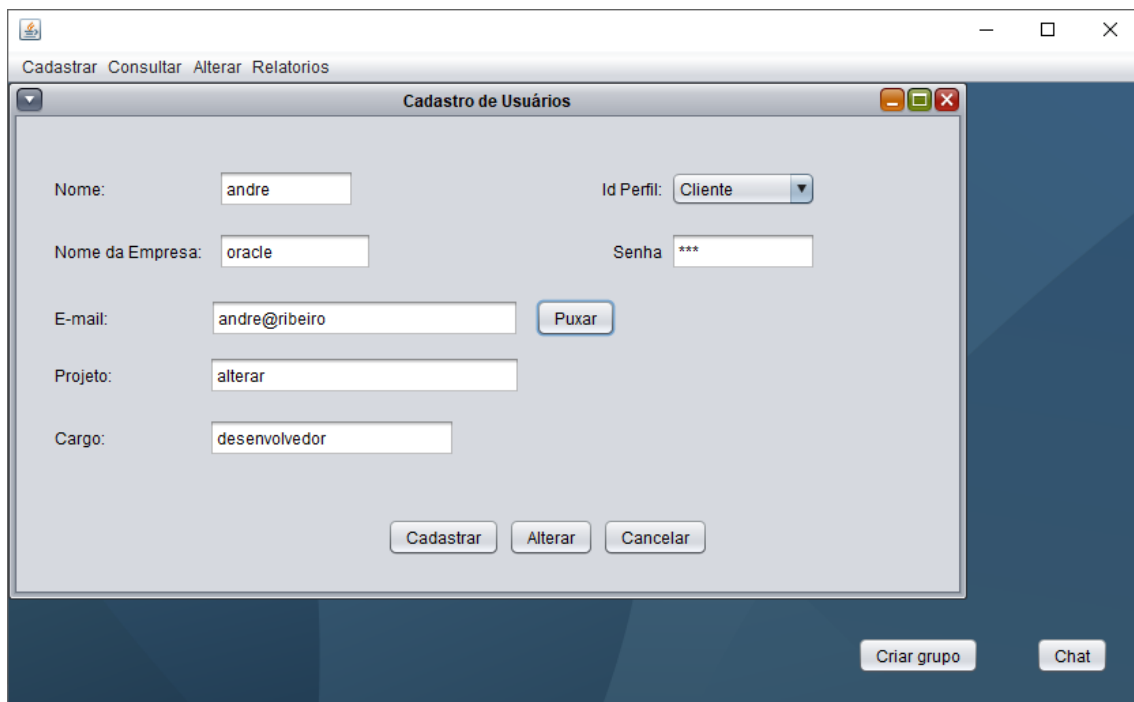 Cadastrar Consultar Alterar Relatorios
Cadastro de Usuários
Nome: andre Id Perfil: Cliente
Nome da Empresa: oracle Senha ***
E-mail: andre@ribeiro Puxar
Projeto: alterar
Cargo: desenvolvedor
Cadastrar Alterar Cancelar
Criar grupo Chat